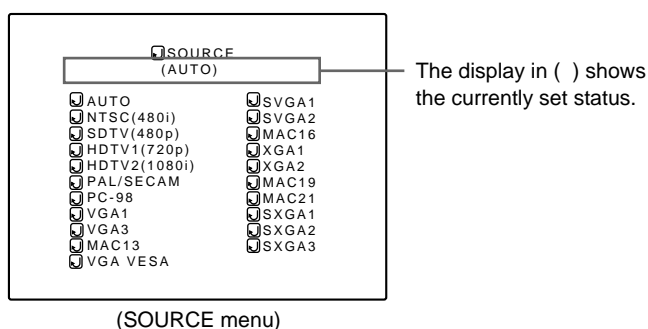 SOURCE
(AUTO)
AUTO
NTSC(480i)
SDTV(480p)
HDTV1(720p)
HDTV2(1080i)
PAL/SECAM
PC-98
VGA1
VGA3
MAC13
VGA VESA
SVGA1
SVGA2
MAC16
XGA1
XGA2
MAC19
MAC21
SXGA1
SXGA2
SXGA3
The display in ( ) shows
the currently set status.
(SOURCE menu)